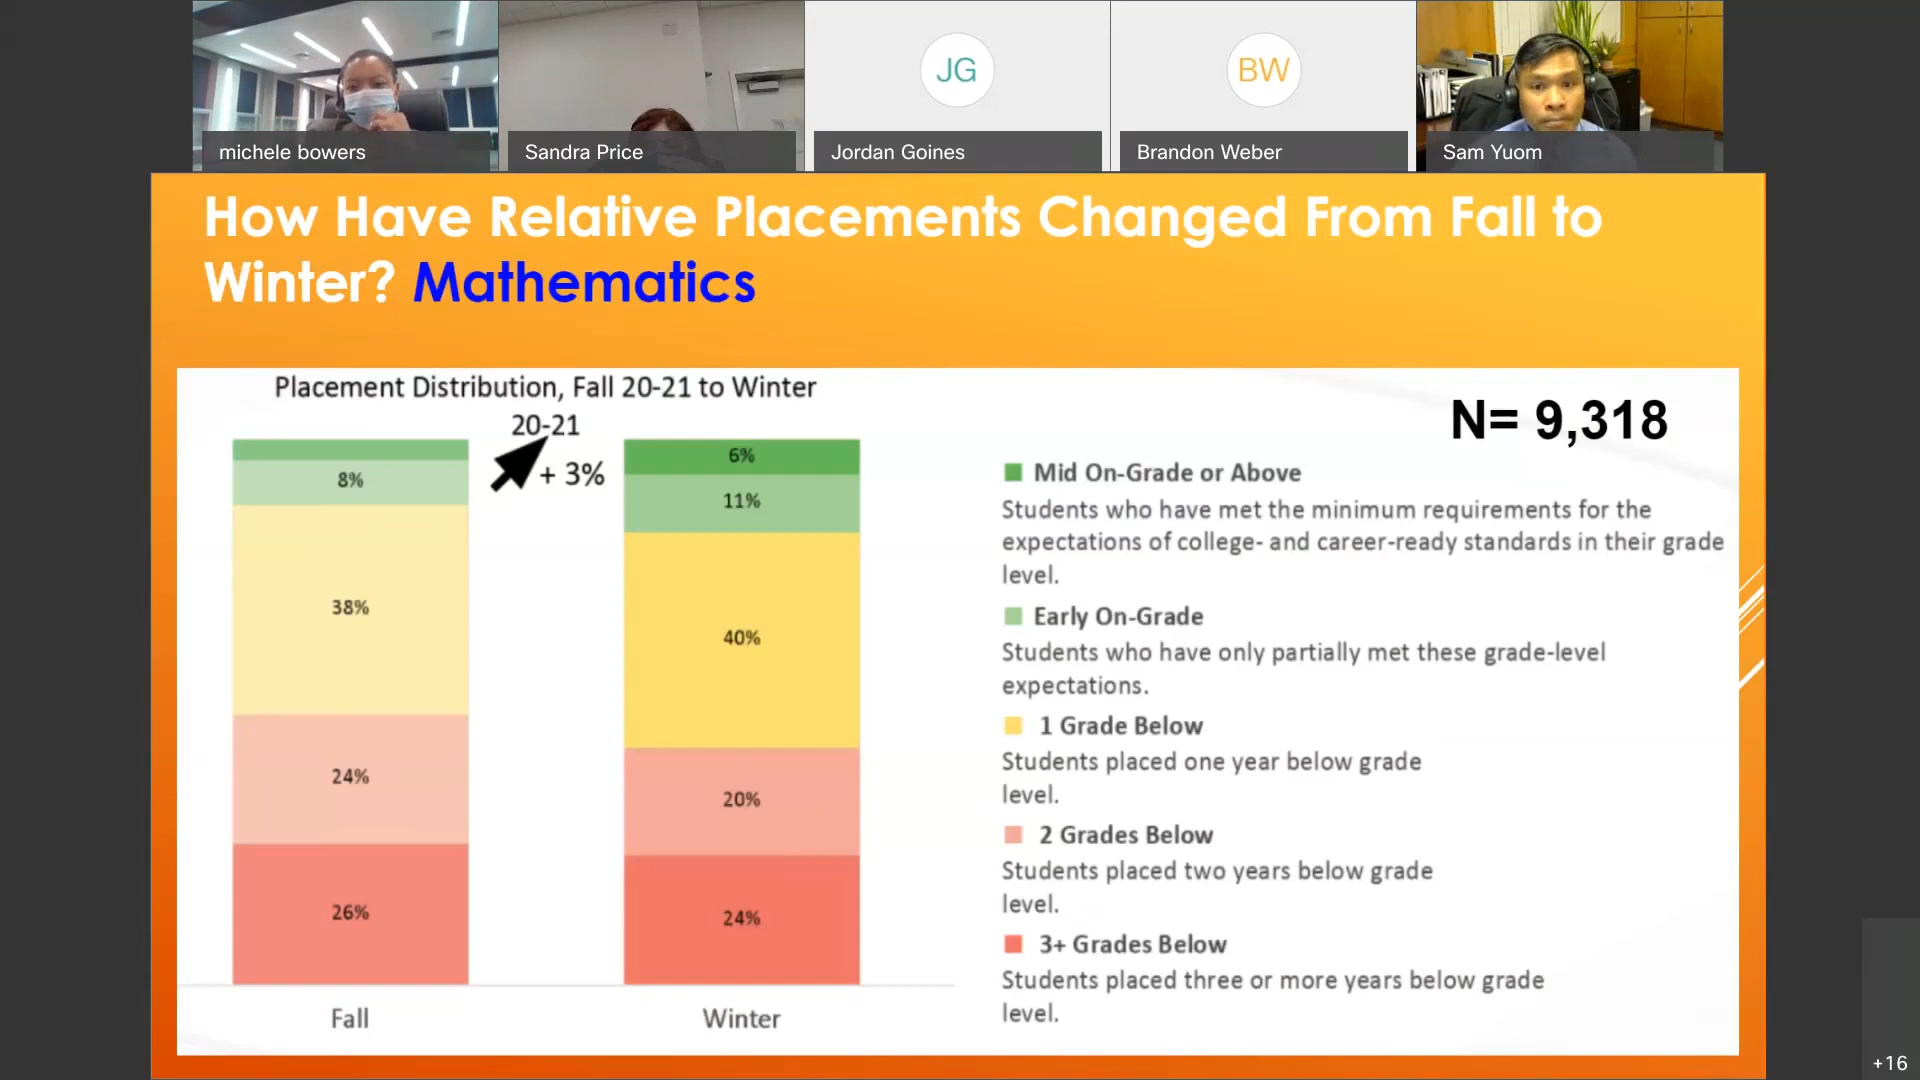 JG
BW
michele bowers
Sandra Price
Jordan Goines
Brandon Weber
Sam Yuom
How Have Relative Placements Changed From Fall to
Winter? Mathematics
Placement Distribution, Fall 20-21 to Winter
20-21
+ 3%
N= 9,318
8%
38%
24%
26%
Fall
6%
11%
40%
20%
24%
Winter
Mid On-Grade or Above
Students who have met the minimum requirements for the
expectations of college- and career-ready standards in their grade
level.
Early On-Grade
Students who have only partially met these grade-level
expectations.
1 Grade Below
Students placed one year below grade
level.
2 Grades Below
Students placed two years below grade
level.
3+ Grades Below
Students placed three or more years below grade
level.
+16